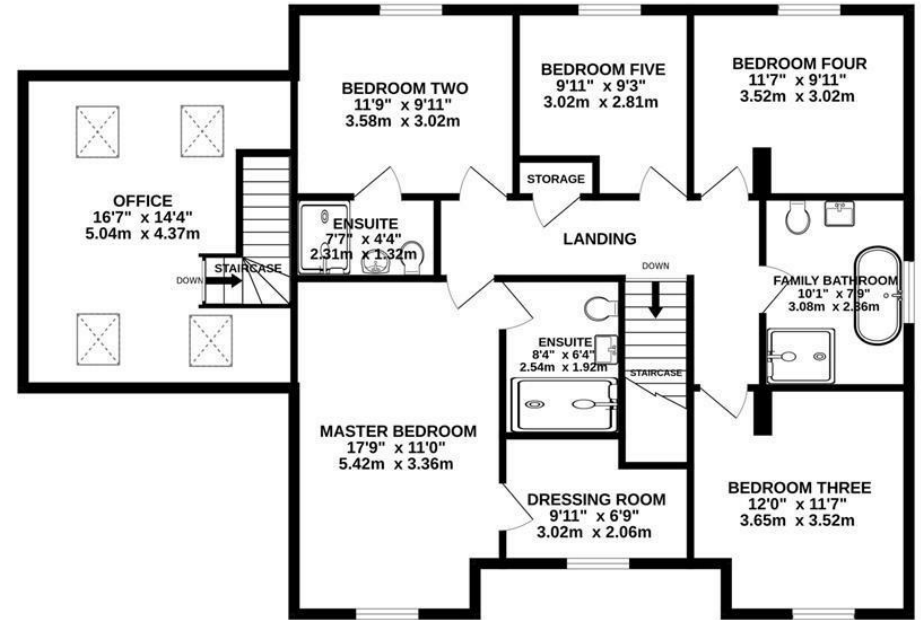 BEDROOM TWO
11'9" x 9'11"
3.58m x 3.02m
BEDROOM FIVE
9'11" x 9'3"
3.02m x 2.81m
BEDROOM FOUR
11'7" x 9'11"
3.52m x 3.02m
OFFICE
16'7" x 14'4"
5.04m x 4.37m
STORAGE
ENSUITE
7'7" x 4'4"
2.31m x 1.32m
LANDING
DOWN
STAIRCASE
DOWN
FAMILY BATHROOM
10'1" x 7'9"
3.08m x 2.36m
ENSUITE
8'4" x 6'4"
2.54m x 1.92m
STAIRCASE
MASTER BEDROOM
17'9" x 11'0"
5.42m x 3.36m
DRESSING ROOM
9'11" x 6'9"
3.02m x 2.06m
BEDROOM THREE
12'0" x 11'7"
3.65m x 3.52m